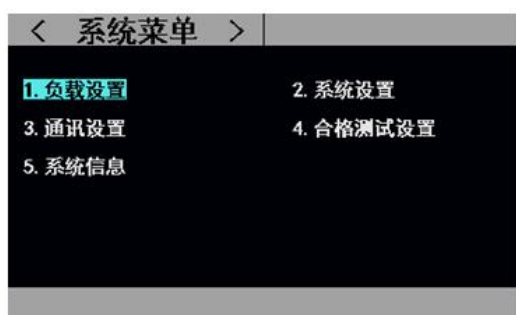 < 系统菜单 >
1. 负载设置 2. 系统设置
3. 通讯设置 4. 合格测试设置
5. 系统信息